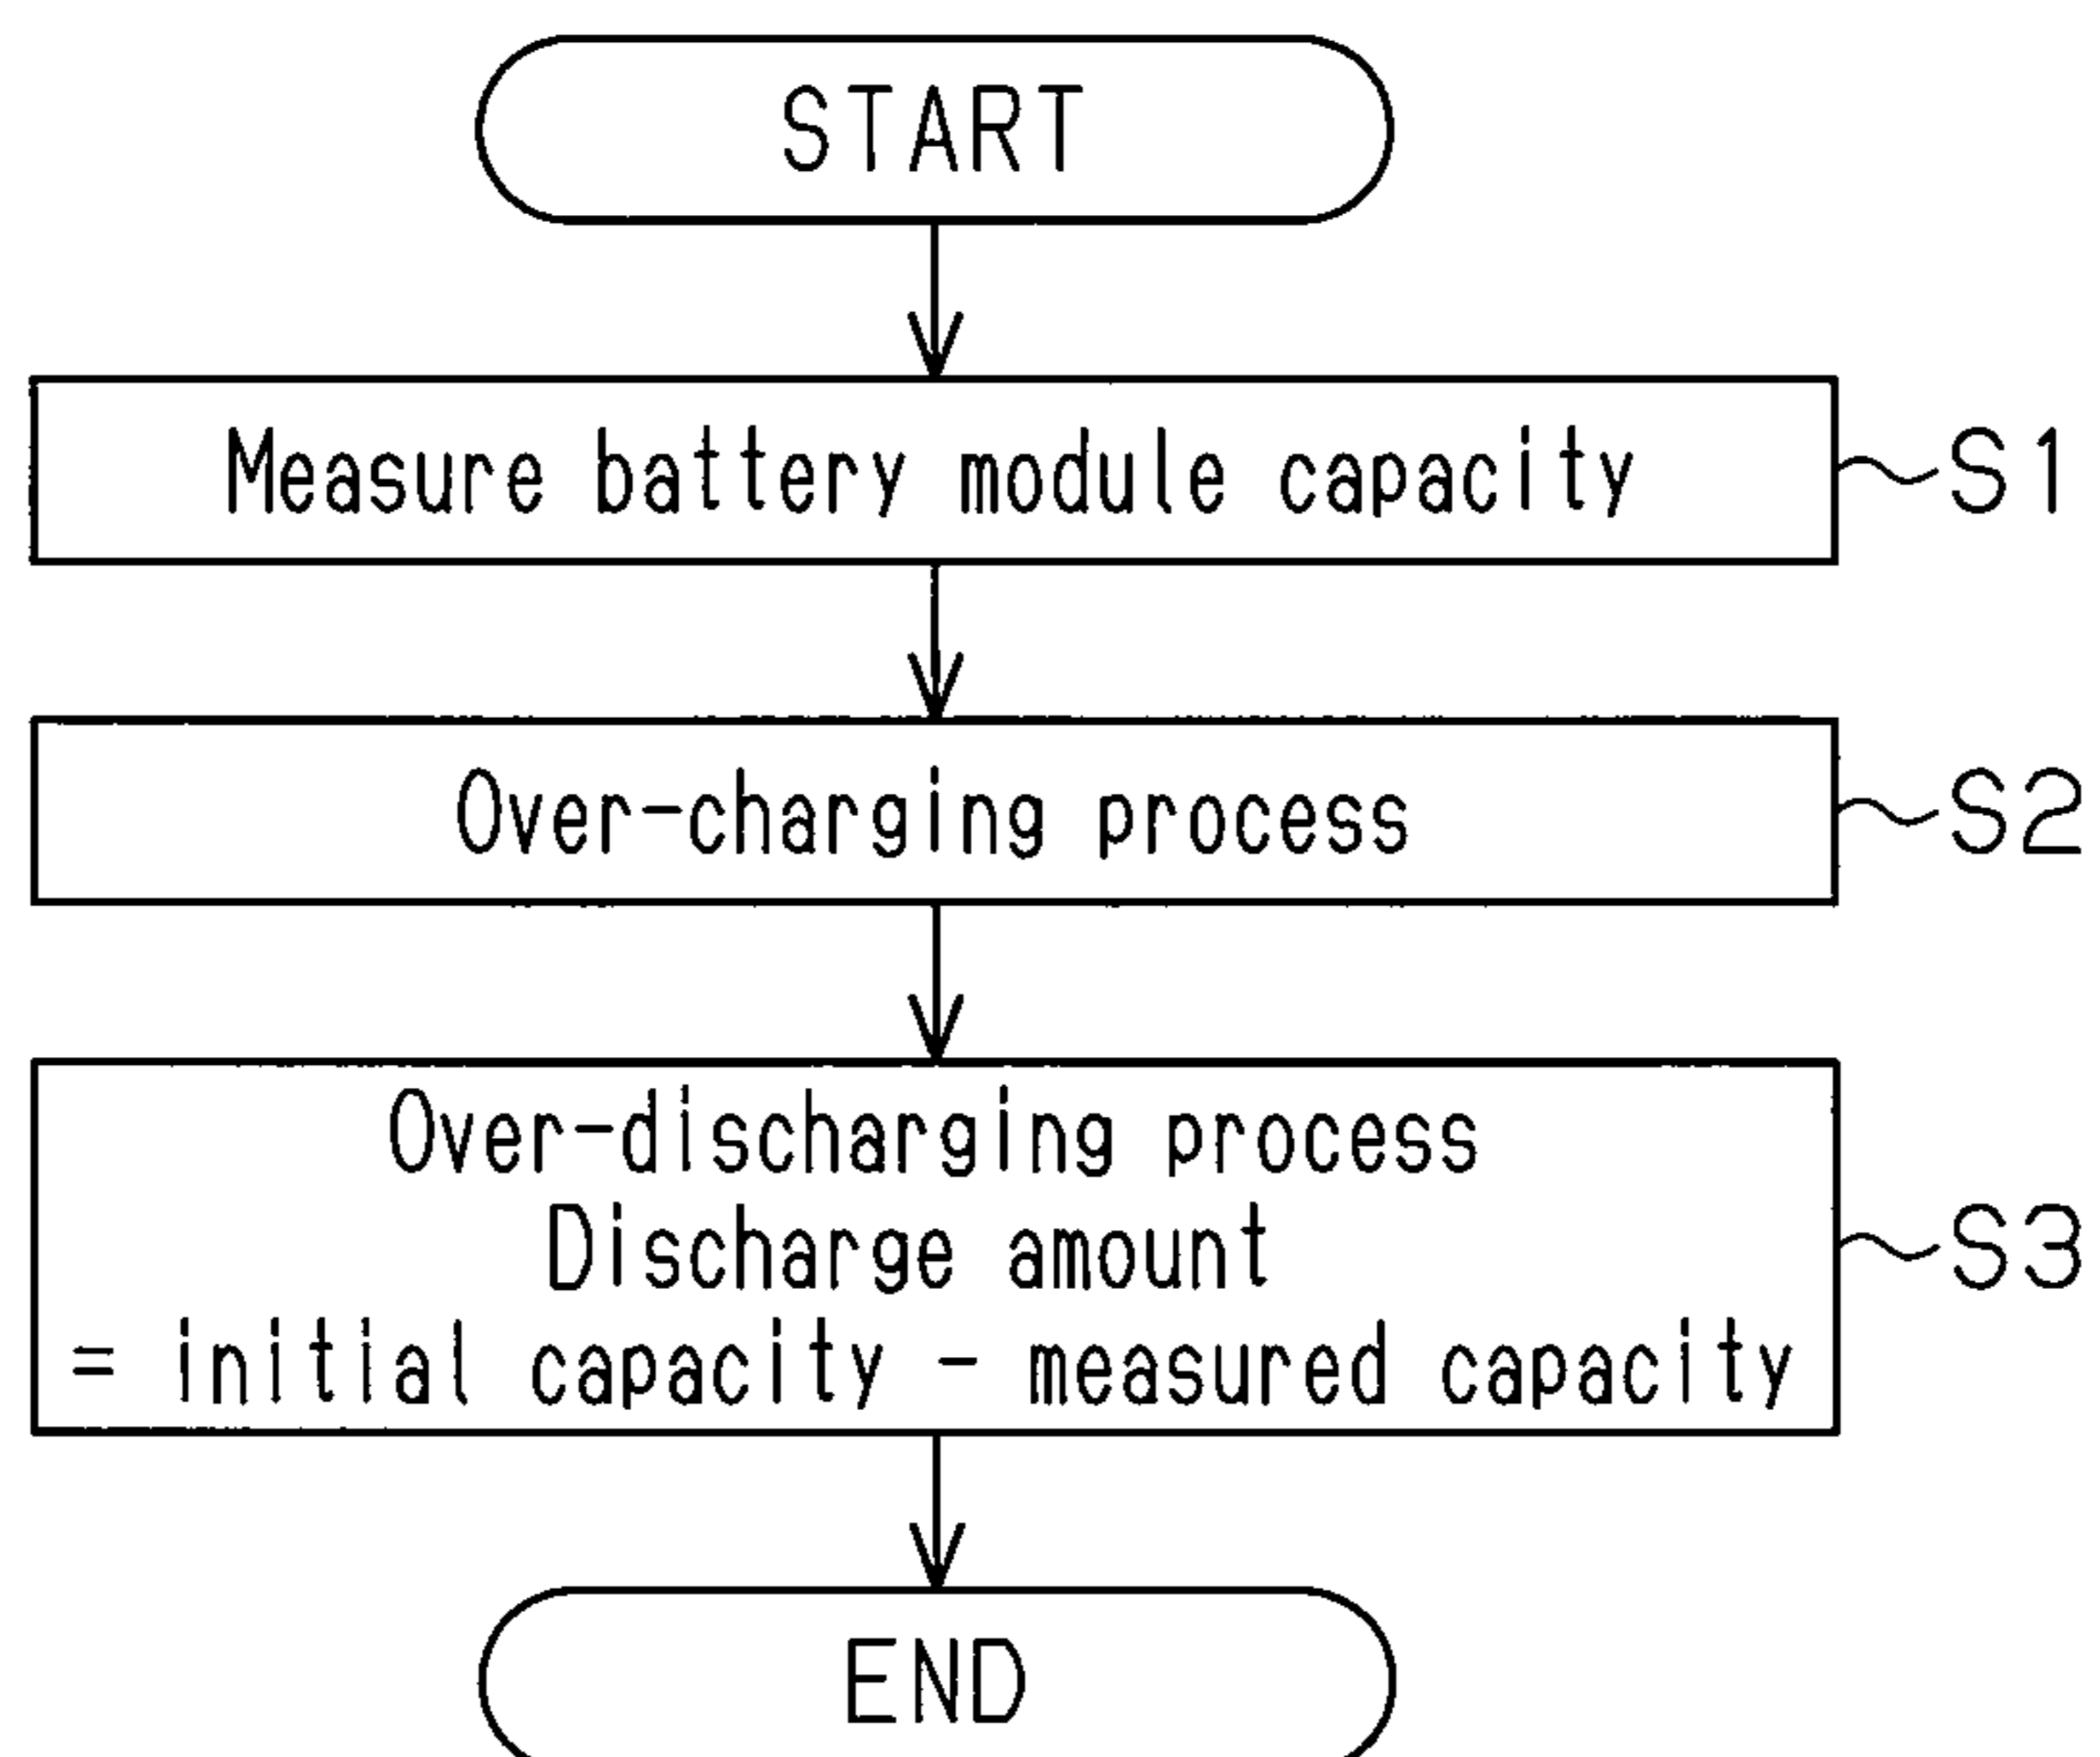 START
Measure battery module capacity
S1
Over-charging process
S2
Over-discharging process
Discharge amount
= initial capacity - measured capacity
S3
END